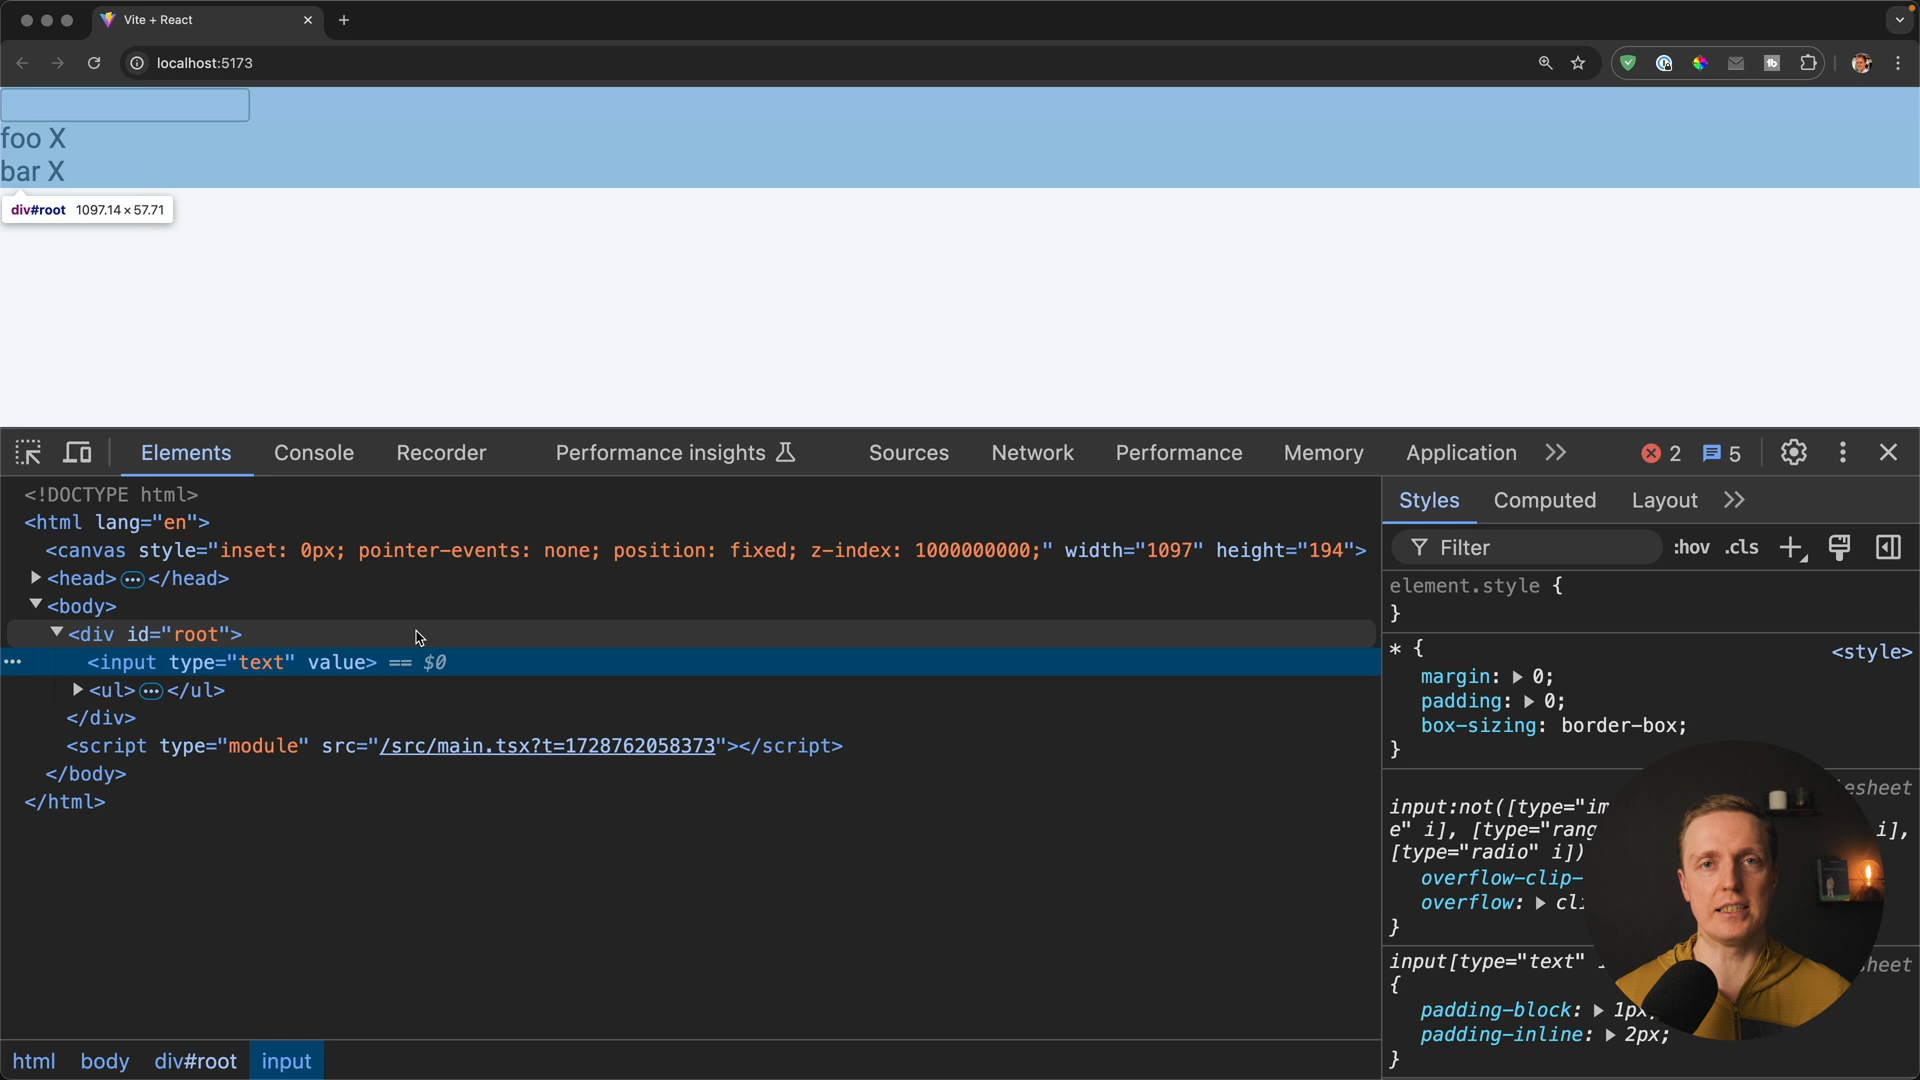 Vite + React
localhost:5173
foo X
bar X
div#root 1097.14 × 57.71
Elements Console Recorder Performance insights Sources Network Performance Memory Application 2 5
<!DOCTYPE html>
<html lang="en">
<canvas style="inset: 0px; pointer-events: none; position: fixed; z-index: 1000000000;" width="1097" height="194">
<head> ••• </head>
<body>
<div id="root">
••• <input type="text" value> == $0
<ul> ••• </ul>
</div>
<script type="module" src="/src/main.tsx?t=1728762058373"></script>
</body>
</html>
html body div#root input
Styles Computed Layout
Filter :hov .cls
element.style {
}
* { <style>
margin: 0;
padding: 0;
box-sizing: border-box;
}
esheet
input:not([type="im
e" i], [type="rang i],
[type="radio" i])
overflow-clip-
overflow: cli
}
input[type="text" heet
{
padding-block: 1px;
padding-inline: 2px;
}